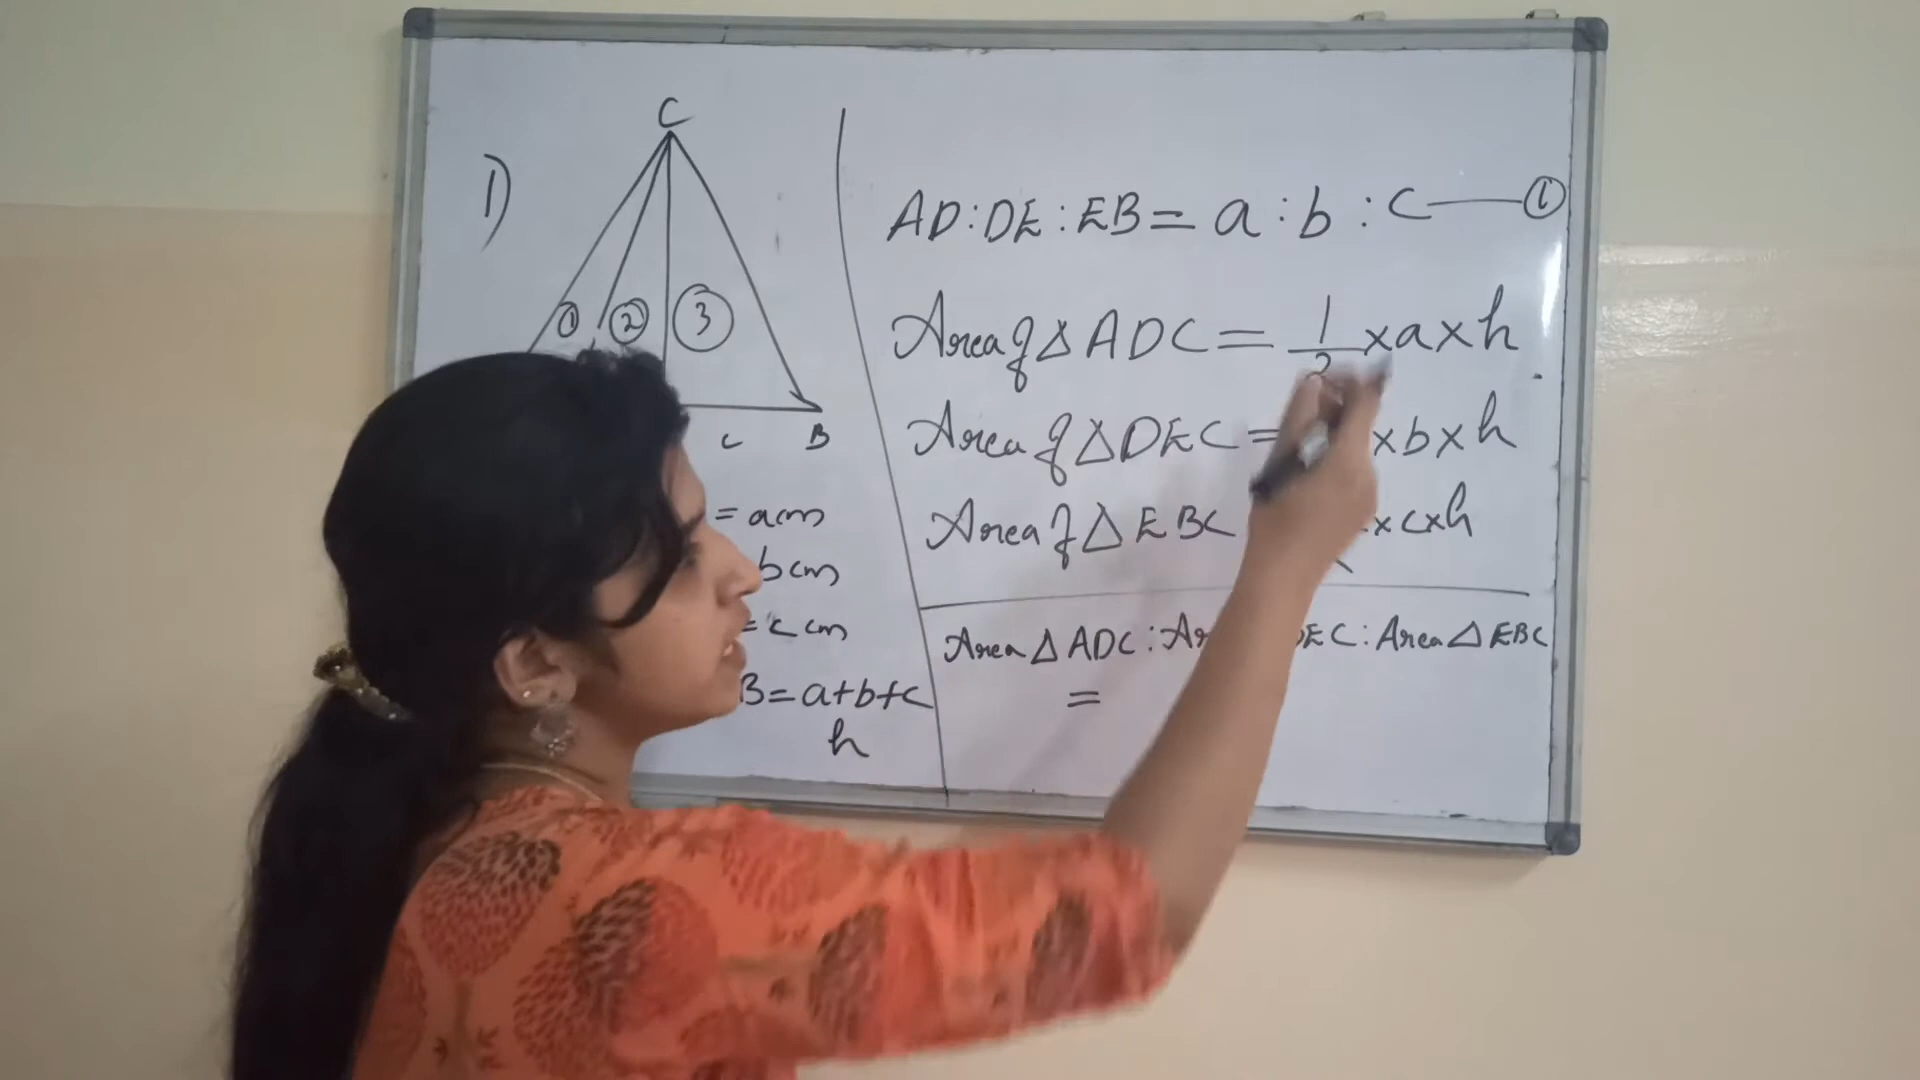 1)
C
① ② ③
c B
= acm
bcm
= c cm
B = a+b+c
h
AD:DE:EB = a:b:c — ①
Area of △ ADC = 1/2 × a × h.
Area of △ DEC = × b × h
Area of △ EBC × c × h
Area △ ADC : EC : Area △ EBC
=